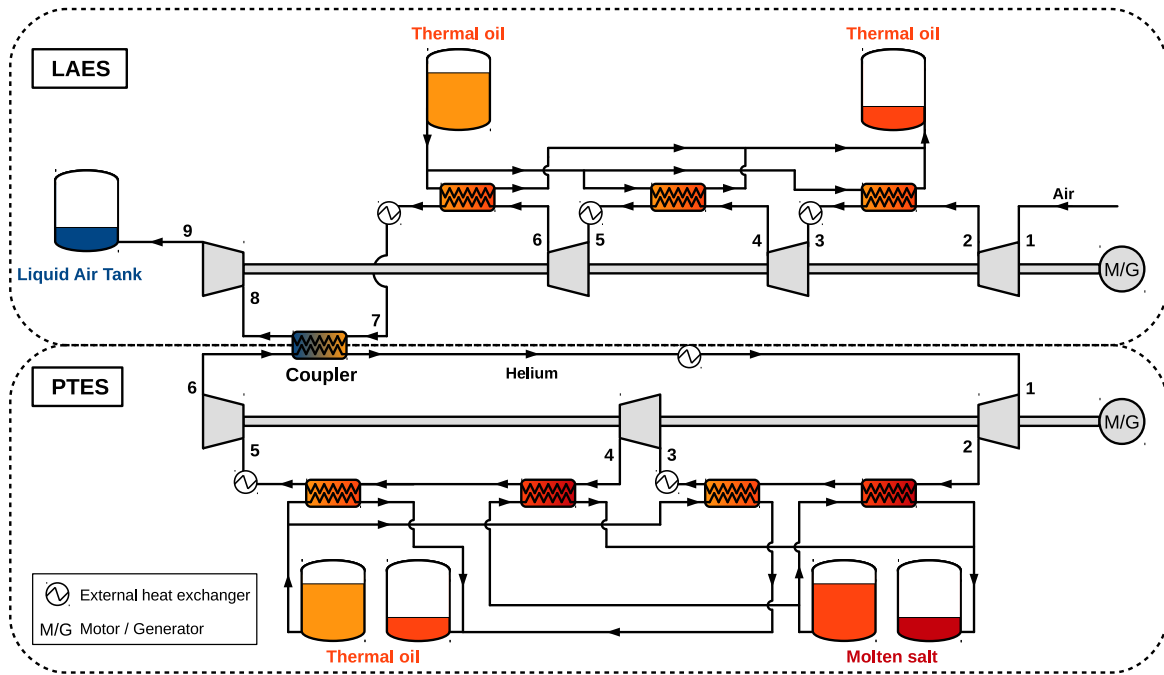 Thermal oil
Thermal oil
LAES
Air
9
6
5
4
3
2
1
M/G
Liquid Air Tank
8
7
Coupler
Helium
PTES
6
1
M/G
5
4
3
2
External heat exchanger
M/G Motor / Generator
Thermal oil
Molten salt